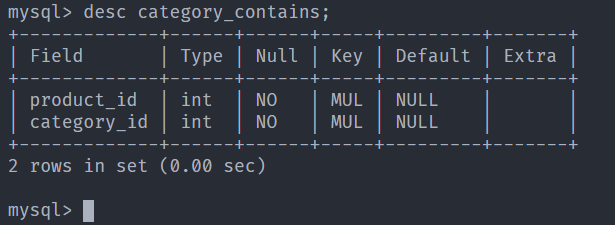 mysql> desc category_contains;
+-------------+------+------+-----+---------+-------+
| Field       | Type | Null | Key | Default | Extra |
+-------------+------+------+-----+---------+-------+
| product_id  | int  | NO   | MUL | NULL    |       |
| category_id | int  | NO   | MUL | NULL    |       |
+-------------+------+------+-----+---------+-------+
2 rows in set (0.00 sec)
mysql>